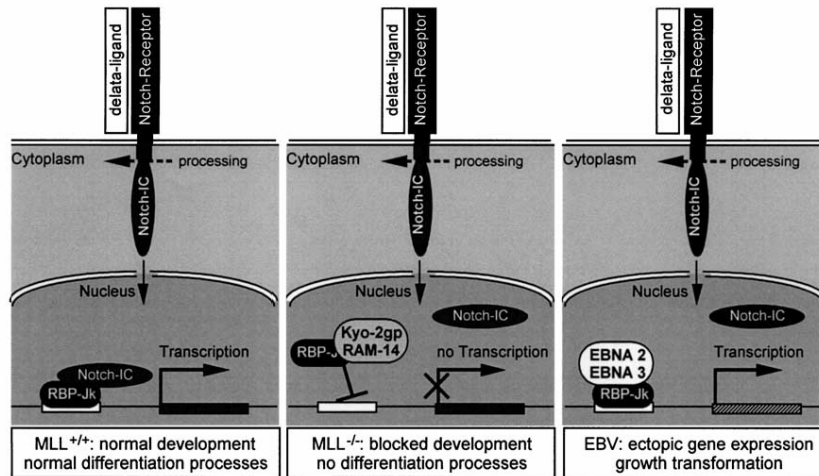 delata-ligand
Notch-Receptor
Cytoplasm
processing
Notch-IC
Nucleus
Transcription
Notch-IC
RBP-Jk
MLL+/+: normal development
normal differentiation processes
delata-ligand
Notch-Receptor
Cytoplasm
processing
Notch-IC
Nucleus
Notch-IC
Kyo-2gp
RBP-J
RAM-14
no Transcription
MLL-/-: blocked development
no differentiation processes
delata-ligand
Notch-Receptor
Cytoplasm
processing
Notch-IC
Nucleus
Notch-IC
EBNA 2
EBNA 3
Transcription
RBP-Jk
EBV: ectopic gene expression
growth transformation